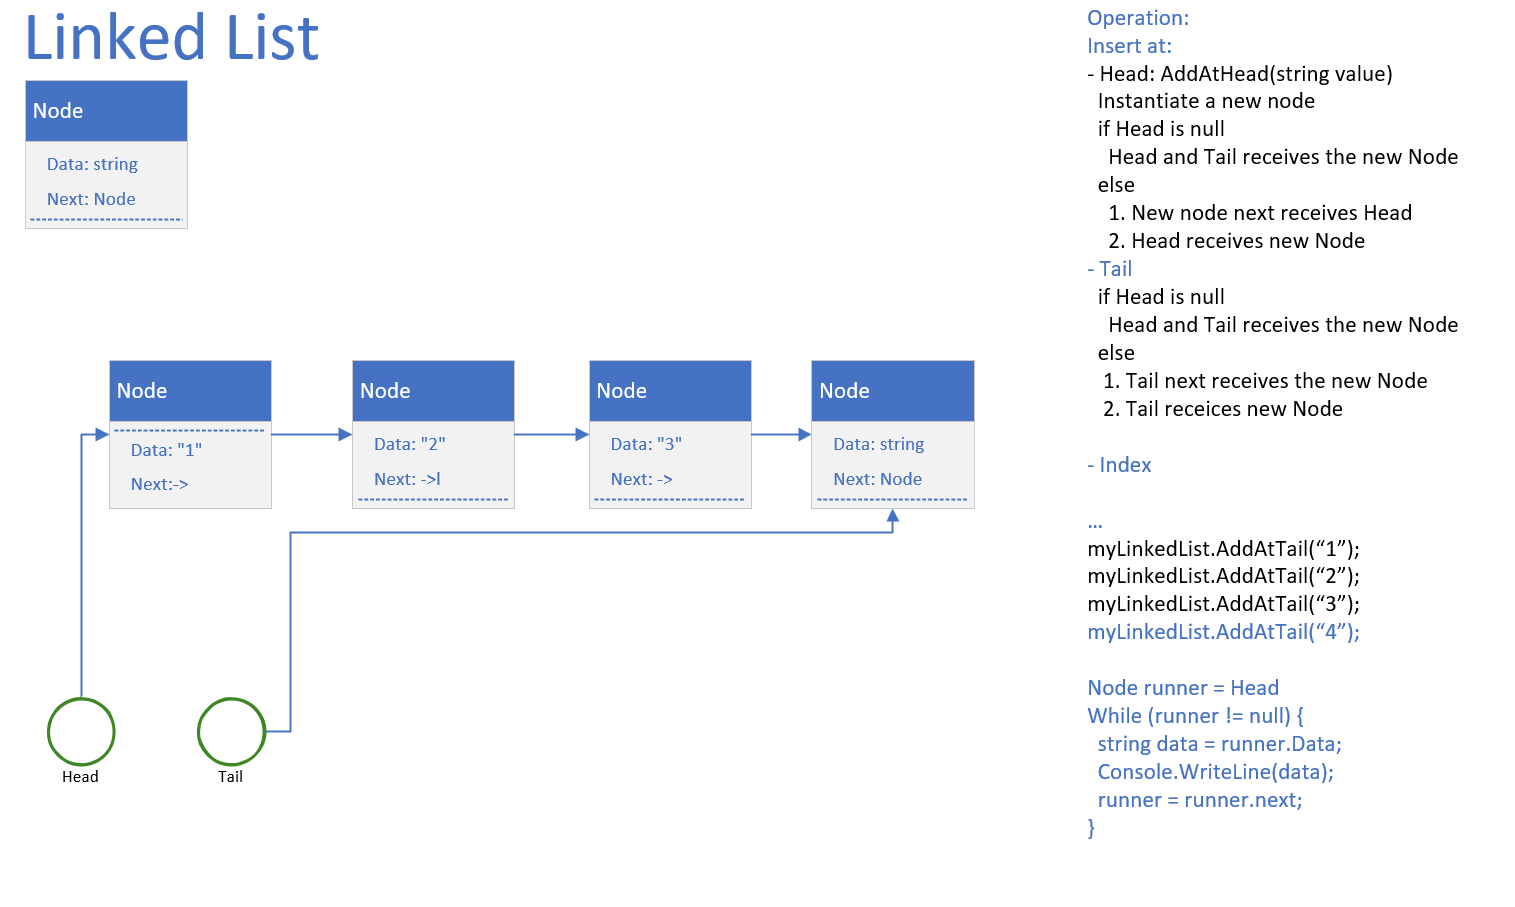 Linked List
Node
Data: string
Next: Node
Node
Data: "1"
Next:->
Node
Data: "2"
Next: ->l
Node
Data: "3"
Next: ->
Node
Data: string
Next: Node
Head
Tail
Operation:
Insert at:
- Head: AddAtHead(string value)
Instantiate a new node
if Head is null
Head and Tail receives the new Node
else
1. New node next receives Head
2. Head receives new Node
- Tail
if Head is null
Head and Tail receives the new Node
else
1. Tail next receives the new Node
2. Tail receices new Node
- Index
...
myLinkedList.AddAtTail(“1”);
myLinkedList.AddAtTail(“2”);
myLinkedList.AddAtTail(“3”);
myLinkedList.AddAtTail(“4”);
Node runner = Head
While (runner != null) {
string data = runner.Data;
Console.WriteLine(data);
runner = runner.next;
}